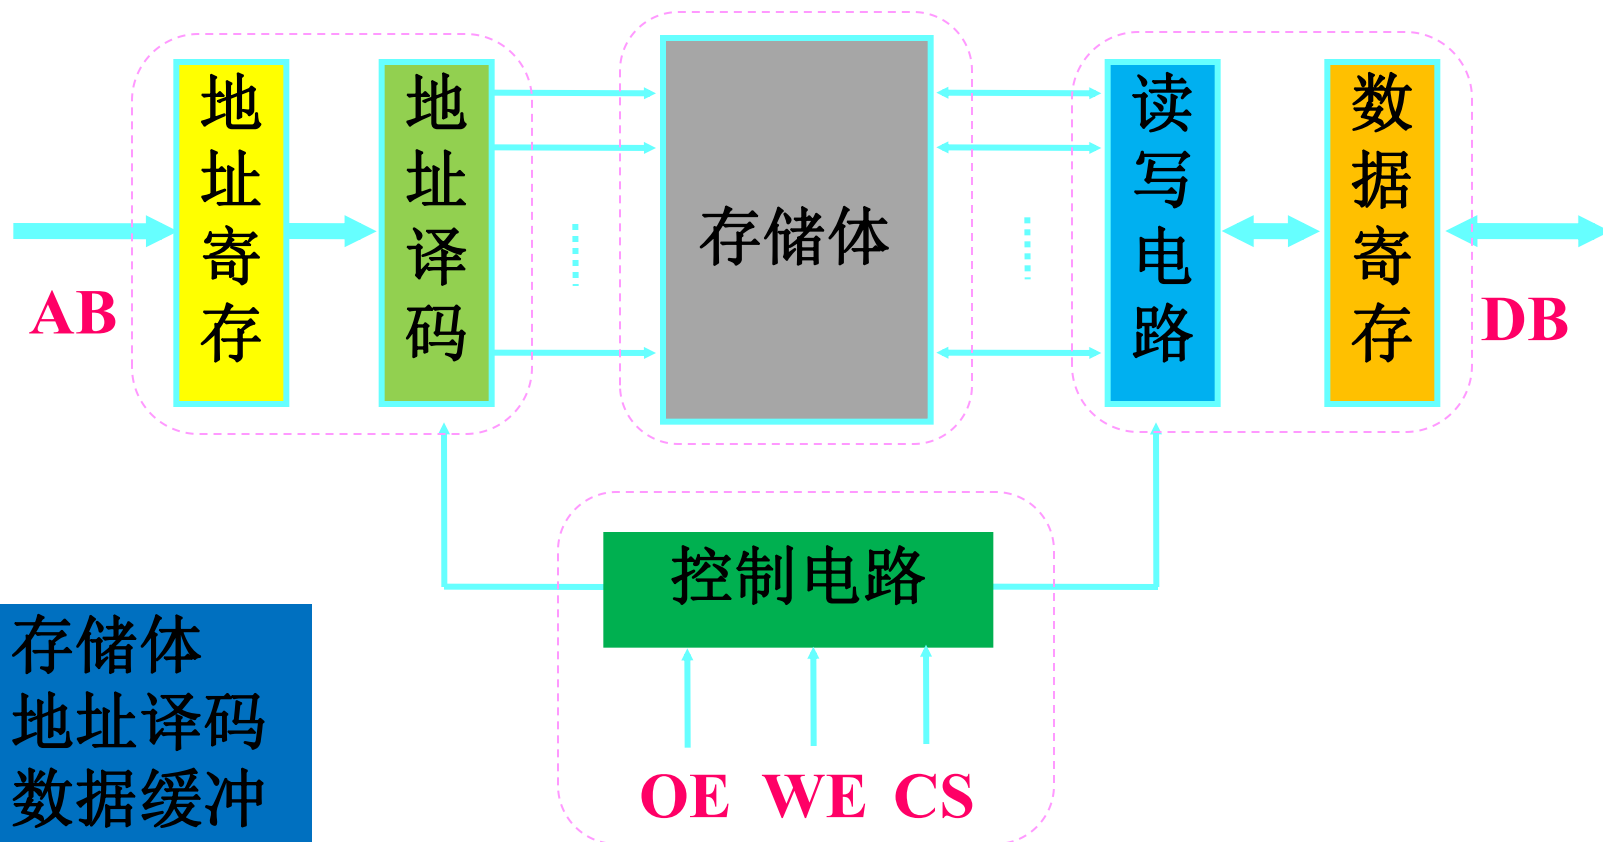 地址寄存
地址译码
存储体
读写电路
数据寄存
AB
DB
控制电路
OE WE CS
存储体
地址译码
数据缓冲